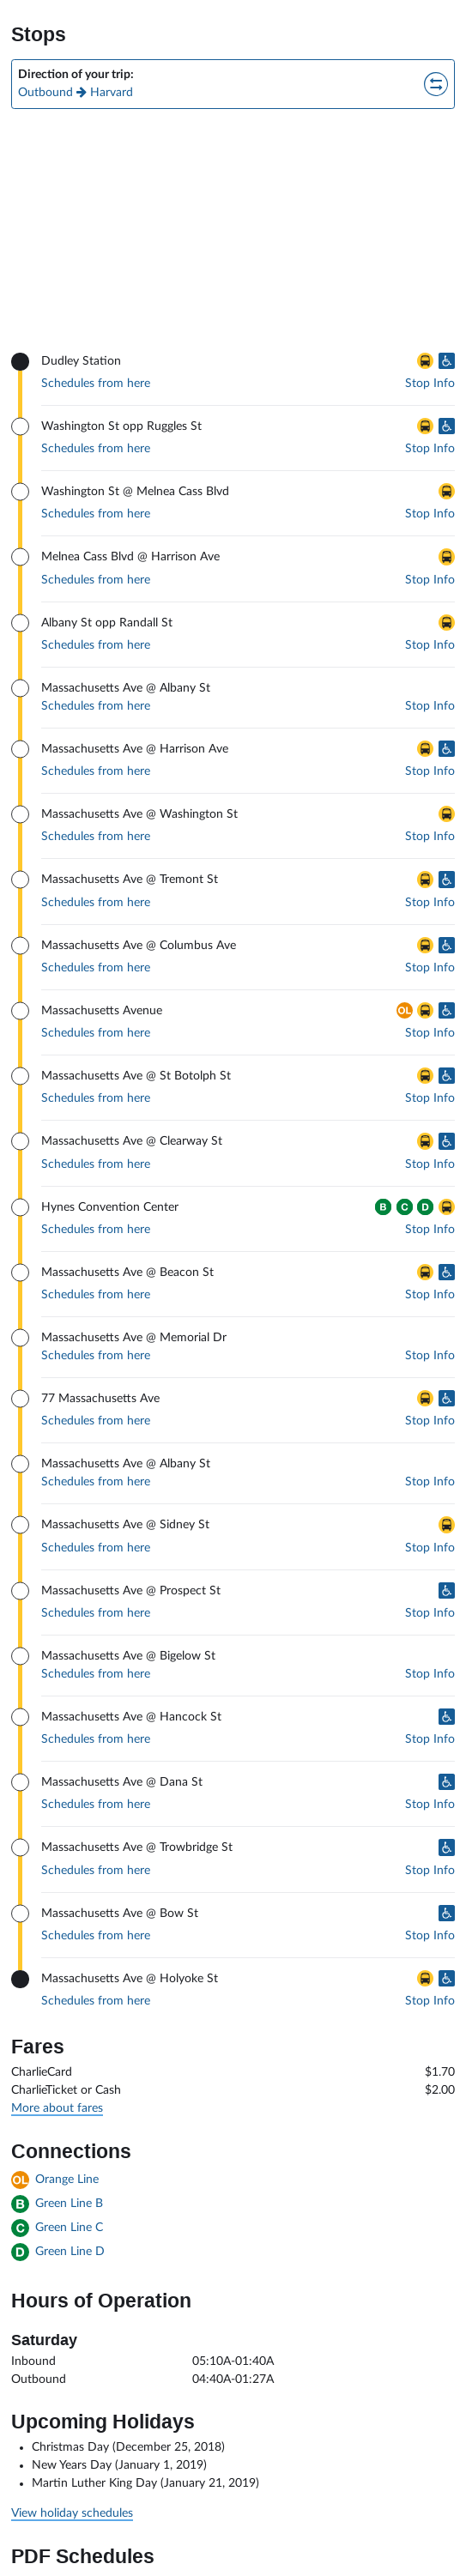 Stops
Direction of your trip:
Outbound Harvard
Dudley Station
Schedules from here Stop Info
Washington St opp Ruggles St
Schedules from here Stop Info
Washington St @ Melnea Cass Blvd
Schedules from here Stop Info
Melnea Cass Blvd @ Harrison Ave
Schedules from here Stop Info
Albany St opp Randall St
Schedules from here Stop Info
Massachusetts Ave @ Albany St
Schedules from here Stop Info
Massachusetts Ave @ Harrison Ave
Schedules from here Stop Info
Massachusetts Ave @ Washington St
Schedules from here Stop Info
Massachusetts Ave @ Tremont St
Schedules from here Stop Info
Massachusetts Ave @ Columbus Ave
Schedules from here Stop Info
Massachusetts Avenue OL
Schedules from here Stop Info
Massachusetts Ave @ St Botolph St
Schedules from here Stop Info
Massachusetts Ave @ Clearway St
Schedules from here Stop Info
Hynes Convention Center B C D
Schedules from here Stop Info
Massachusetts Ave @ Beacon St
Schedules from here Stop Info
Massachusetts Ave @ Memorial Dr
Schedules from here Stop Info
77 Massachusetts Ave
Schedules from here Stop Info
Massachusetts Ave @ Albany St
Schedules from here Stop Info
Massachusetts Ave @ Sidney St
Schedules from here Stop Info
Massachusetts Ave @ Prospect St
Schedules from here Stop Info
Massachusetts Ave @ Bigelow St
Schedules from here Stop Info
Massachusetts Ave @ Hancock St
Schedules from here Stop Info
Massachusetts Ave @ Dana St
Schedules from here Stop Info
Massachusetts Ave @ Trowbridge St
Schedules from here Stop Info
Massachusetts Ave @ Bow St
Schedules from here Stop Info
Massachusetts Ave @ Holyoke St
Schedules from here Stop Info
Fares
CharlieCard $1.70
CharlieTicket or Cash $2.00
More about fares
Connections
OL Orange Line
B Green Line B
C Green Line C
D Green Line D
Hours of Operation
Saturday
Inbound 05:10A-01:40A
Outbound 04:40A-01:27A
Upcoming Holidays
• Christmas Day (December 25, 2018)
• New Years Day (January 1, 2019)
• Martin Luther King Day (January 21, 2019)
View holiday schedules
PDF Schedules